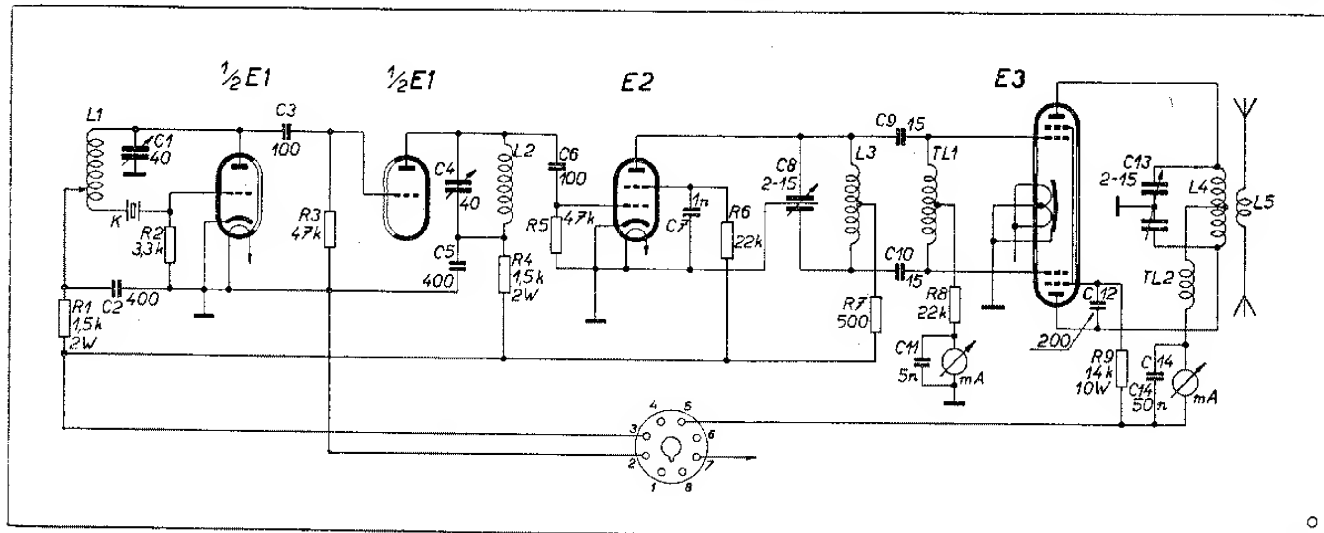 ½E1
½E1
E2
E3
L1
C1
40
C3
100
K
R2
3,3k
R3
47k
C2
400
R1
1,5k
2W
C4
40
L2
C5
400
R4
1,5k
2W
C6
100
R5
47k
1n
C7
R6
22k
C8
2-15
L3
C9
15
TL1
C10
15
R7
500
R8
22k
C11
5n
mA
C13
2-15
L4
L5
TL2
C 12
200
R9
14k
10W
C 14
C14
50n
mA
4
5
3
6
2
7
1
8